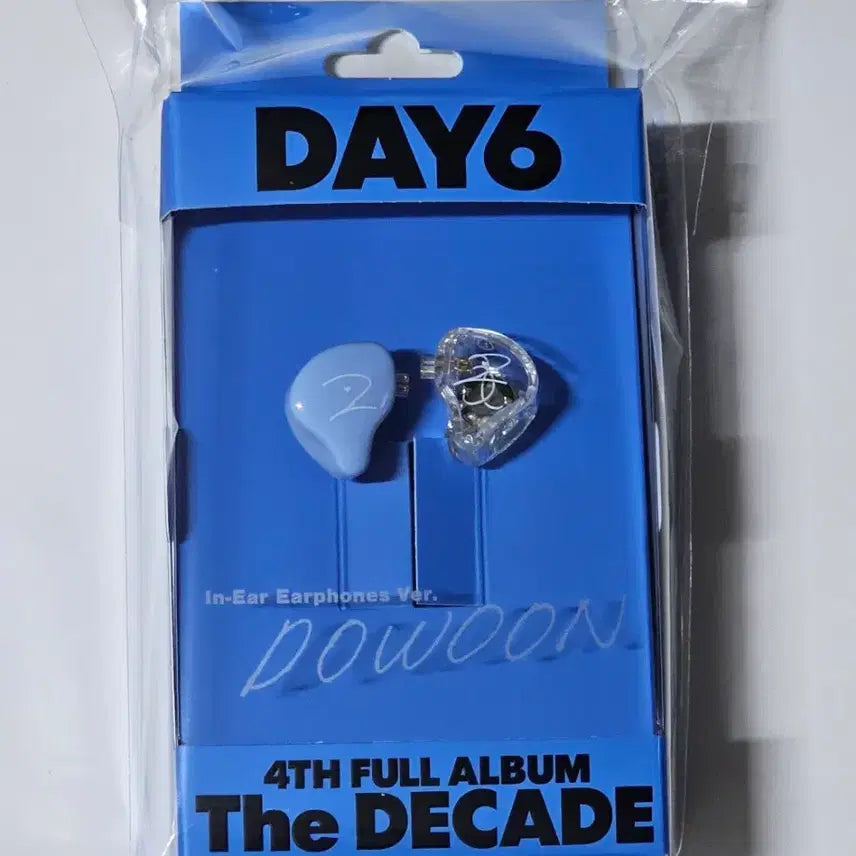 DAY6
In-Ear Earphones Ver.
DOWOON
4TH FULL ALBUM
The DECADE